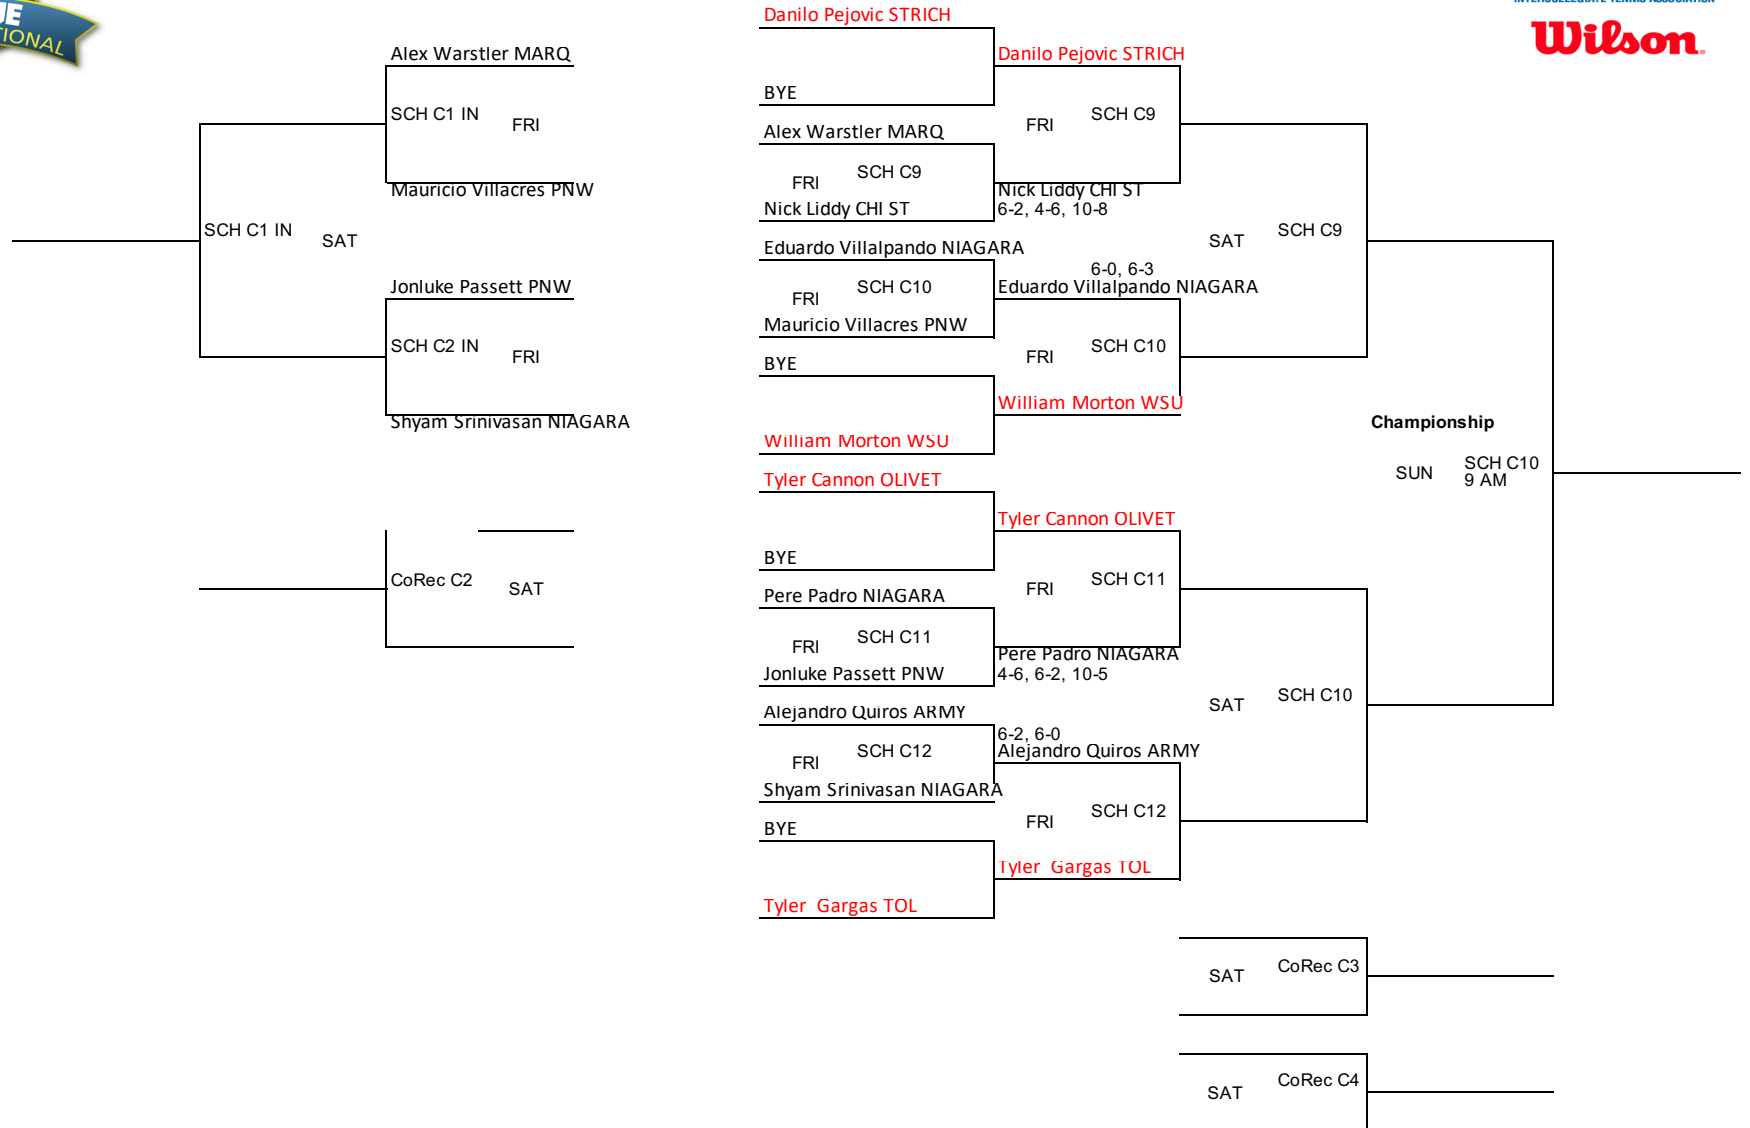 Danilo Pejovic STRICH
Wilson
Alex Warstler MARQ
Danilo Pejovic STRICH
BYE
SCH C1 IN
FRI
FRI
SCH C9
Alex Warstler MARQ
SCH C9
FRI
Mauricio Villacres PNW
Nick Liddy CHI ST
Nick Liddy CHI ST
6-2, 4-6, 10-8
SCH C1 IN
SAT
SAT
SCH C9
Eduardo Villalpando NIAGARA
6-0, 6-3
Jonluke Passett PNW
SCH C10
FRI
Eduardo Villalpando NIAGARA
Mauricio Villacres PNW
SCH C2 IN
FRI
BYE
FRI
SCH C10
William Morton WSU
Shyam Srinivasan NIAGARA
Championship
William Morton WSU
SUN
SCH C10
9 AM
Tyler Cannon OLIVET
Tyler Cannon OLIVET
BYE
CoRec C2
SAT
FRI
SCH C11
Pere Padro NIAGARA
FRI
SCH C11
Pere Padro NIAGARA
Jonluke Passett PNW
4-6, 6-2, 10-5
SAT
SCH C10
Alejandro Quiros ARMY
6-2, 6-0
FRI
SCH C12
Alejandro Quiros ARMY
Shyam Srinivasan NIAGARA
BYE
FRI
SCH C12
Tyler  Gargas TOL
Tyler  Gargas TOL
SAT
CoRec C3
SAT
CoRec C4